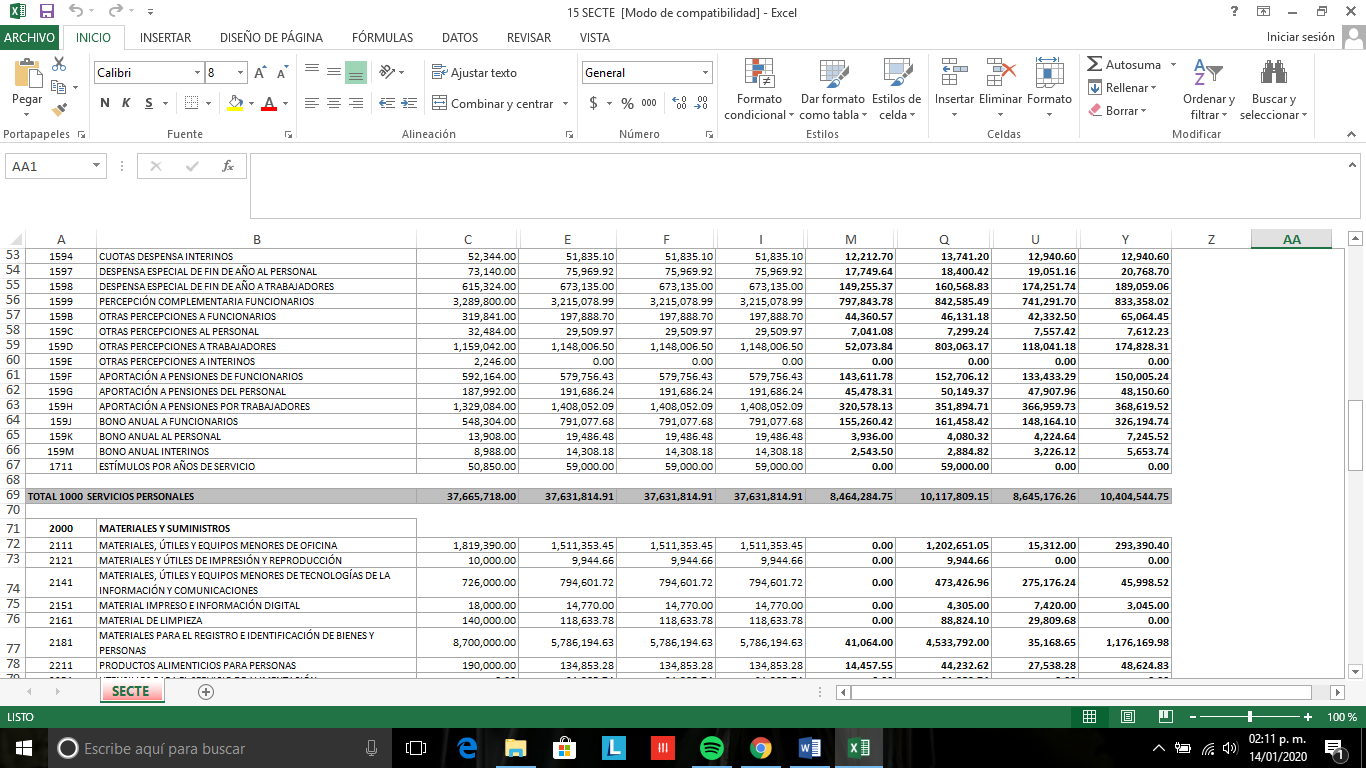 15 SECTE [Modo de compatibilidad] - Excel
ARCHIVO INICIO INSERTAR DISEÑO DE PÁGINA FÓRMULAS DATOS REVISAR VISTA Iniciar sesión
Pegar
Calibri 8
N K S
Ajustar texto
Combinar y centrar
General
$ % 000
Formato condicional
Dar formato como tabla
Estilos de celda
Insertar Eliminar Formato
Autosuma
Rellenar
Borrar
Ordenar y filtrar
Buscar y seleccionar
Portapapeles Fuente Alineación Número Estilos Celdas Modificar
AA1 fx
A B C E F I M Q U Y Z AA
53 1594 CUOTAS DESPENSA INTERINOS 52,344.00 51,835.10 51,835.10 51,835.10 12,212.70 13,741.20 12,940.60 12,940.60
54 1597 DESPENSA ESPECIAL DE FIN DE AÑO AL PERSONAL 73,140.00 75,969.92 75,969.92 75,969.92 17,749.64 18,400.42 19,051.16 20,768.70
55 1598 DESPENSA ESPECIAL DE FIN DE AÑO A TRABAJADORES 615,324.00 673,135.00 673,135.00 673,135.00 149,255.37 160,568.83 174,251.74 189,059.06
56 1599 PERCEPCIÓN COMPLEMENTARIA FUNCIONARIOS 3,289,800.00 3,215,078.99 3,215,078.99 3,215,078.99 797,843.78 842,585.49 741,291.70 833,358.02
57 159B OTRAS PERCEPCIONES A FUNCIONARIOS 319,841.00 197,888.70 197,888.70 197,888.70 44,360.57 46,131.18 42,332.50 65,064.45
58 159C OTRAS PERCEPCIONES AL PERSONAL 32,484.00 29,509.97 29,509.97 29,509.97 7,041.08 7,299.24 7,557.42 7,612.23
59 159D OTRAS PERCEPCIONES A TRABAJADORES 1,159,042.00 1,148,006.50 1,148,006.50 1,148,006.50 52,073.84 803,063.17 118,041.18 174,828.31
60 159E OTRAS PERCEPCIONES A INTERINOS 2,246.00 0.00 0.00 0.00 0.00 0.00 0.00 0.00
61 159F APORTACIÓN A PENSIONES DE FUNCIONARIOS 592,164.00 579,756.43 579,756.43 579,756.43 143,611.78 152,706.12 133,433.29 150,005.24
62 159G APORTACIÓN A PENSIONES DEL PERSONAL 187,992.00 191,686.24 191,686.24 191,686.24 45,478.31 50,149.37 47,907.96 48,150.60
63 159H APORTACIÓN A PENSIONES POR TRABAJADORES 1,329,084.00 1,408,052.09 1,408,052.09 1,408,052.09 320,578.13 351,894.71 366,959.73 368,619.52
64 159J BONO ANUAL A FUNCIONARIOS 548,304.00 791,077.68 791,077.68 791,077.68 155,260.42 161,458.42 148,164.10 326,194.74
65 159K BONO ANUAL AL PERSONAL 13,908.00 19,486.48 19,486.48 19,486.48 3,936.00 4,080.32 4,224.64 7,245.52
66 159M BONO ANUAL INTERINOS 8,988.00 14,308.18 14,308.18 14,308.18 2,543.50 2,884.82 3,226.12 5,653.74
67 1711 ESTÍMULOS POR AÑOS DE SERVICIO 50,850.00 59,000.00 59,000.00 59,000.00 0.00 59,000.00 0.00 0.00
68
69 TOTAL 1000 SERVICIOS PERSONALES 37,665,718.00 37,631,814.91 37,631,814.91 37,631,814.91 8,464,284.75 10,117,809.15 8,645,176.26 10,404,544.75
70
71 2000 MATERIALES Y SUMINISTROS
72 2111 MATERIALES, ÚTILES Y EQUIPOS MENORES DE OFICINA 1,819,390.00 1,511,353.45 1,511,353.45 1,511,353.45 0.00 1,202,651.05 15,312.00 293,390.40
73 2121 MATERIALES Y ÚTILES DE IMPRESIÓN Y REPRODUCCIÓN 10,000.00 9,944.66 9,944.66 9,944.66 0.00 9,944.66 0.00 0.00
MATERIALES, ÚTILES Y EQUIPOS MENORES DE TECNOLOGÍAS DE LA
74 2141 INFORMACIÓN Y COMUNICACIONES 726,000.00 794,601.72 794,601.72 794,601.72 0.00 473,426.96 275,176.24 45,998.52
75 2151 MATERIAL IMPRESO E INFORMACIÓN DIGITAL 18,000.00 14,770.00 14,770.00 14,770.00 0.00 4,305.00 7,420.00 3,045.00
76 2161 MATERIAL DE LIMPIEZA 140,000.00 118,633.78 118,633.78 118,633.78 0.00 88,824.10 29,809.68 0.00
MATERIALES PARA EL REGISTRO E IDENTIFICACIÓN DE BIENES Y
77 2181 PERSONAS 8,700,000.00 5,786,194.63 5,786,194.63 5,786,194.63 41,064.00 4,533,792.00 35,168.65 1,176,169.98
78 2211 PRODUCTOS ALIMENTICIOS PARA PERSONAS 190,000.00 134,853.28 134,853.28 134,853.28 14,457.55 44,232.62 27,538.28 48,624.83
SECTE
LISTO 100 %
Escribe aquí para buscar
02:11 p. m.
14/01/2020
1